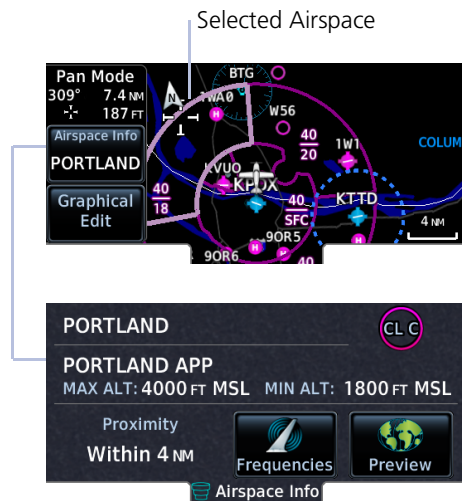 Selected Airspace
Pan Mode
309° 7.4 NM
187 FT
Airspace Info
PORTLAND
Graphical
Edit
N
BTG
1WA0
H
W56
40
20
1W1
COLUM
KVUO
KPDX
KTTD
40
18
40
SFC
4 NM
9OR6
H
9OR5
H
H
40
PORTLAND
CL C
PORTLAND APP
MAX ALT: 4000 FT MSL MIN ALT: 1800 FT MSL
Proximity
Within 4 NM
Frequencies
Preview
Airspace Info